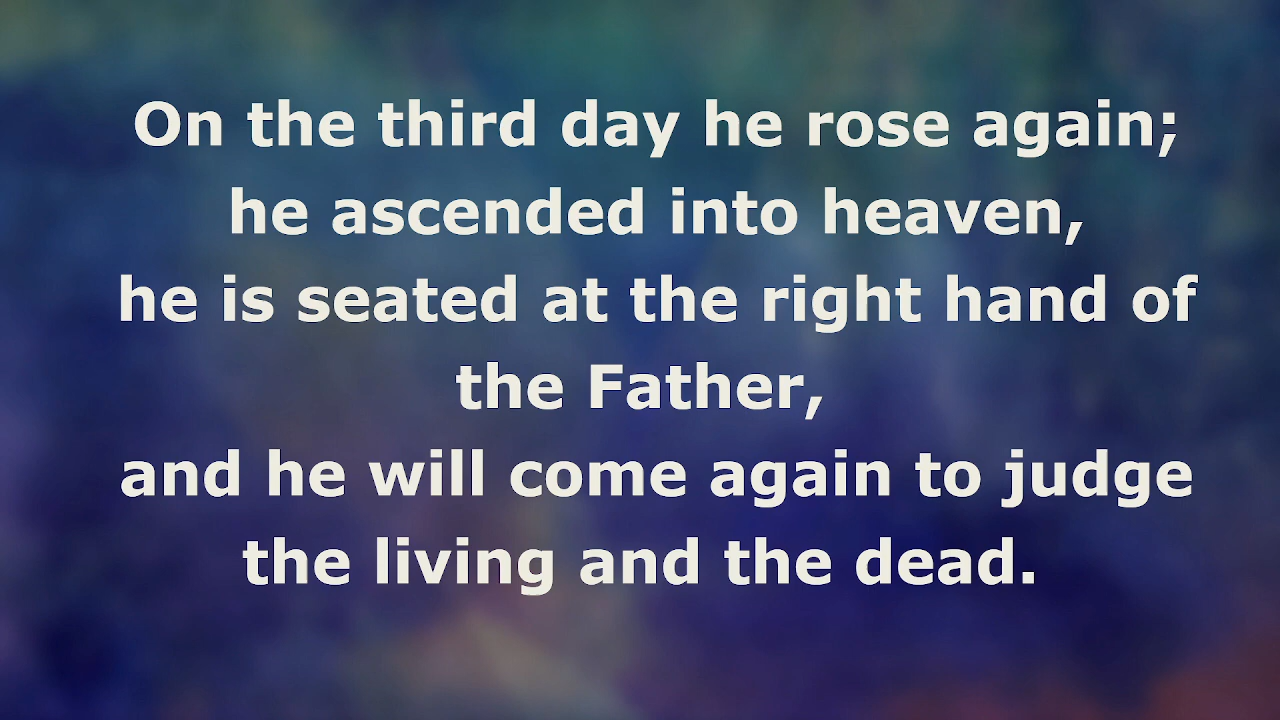 On the third day he rose again;
he ascended into heaven,
he is seated at the right hand of
the Father,
and he will come again to judge
the living and the dead.